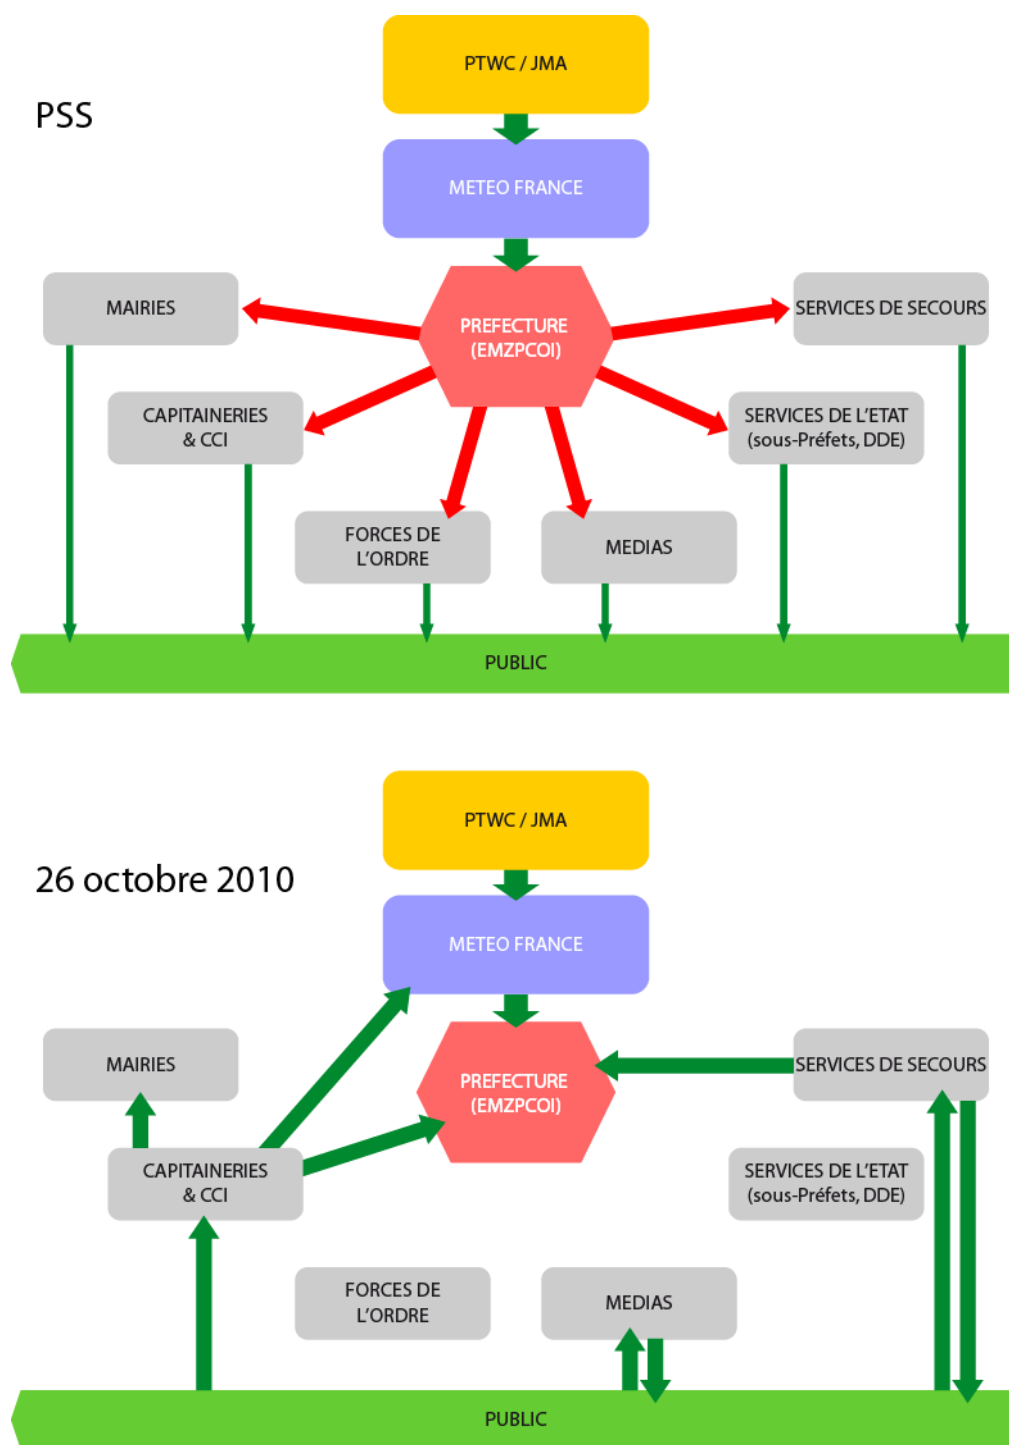 PTWC / JMA
PSS
METEO FRANCE
MAIRIES
PREFECTURE
(EMZPCOI)
SERVICES DE SECOURS
CAPITAINERIES
& CCI
SERVICES DE L'ETAT
(sous-Préfets, DDE)
FORCES DE
L'ORDRE
MEDIAS
PUBLIC
PTWC / JMA
26 octobre 2010
METEO FRANCE
MAIRIES
PREFECTURE
(EMZPCOI)
SERVICES DE SECOURS
CAPITAINERIES
& CCI
SERVICES DE L'ETAT
(sous-Préfets, DDE)
FORCES DE
L'ORDRE
MEDIAS
PUBLIC